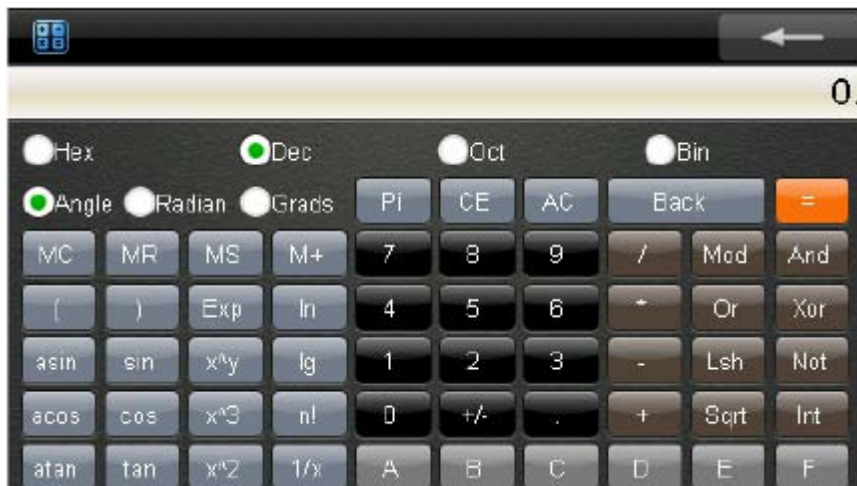 0.
Hex Dec Oct Bin
Angle Radian Grads Pi CE AC Back =
MC MR MS M+ 7 8 9 / Mod And
( ) Exp ln 4 5 6 * Or Xor
asin sin x^y lg 1 2 3 - Lsh Not
acos cos x^3 n! 0 +/- . + Sqrt Int
atan tan x^2 1/x A B C D E F